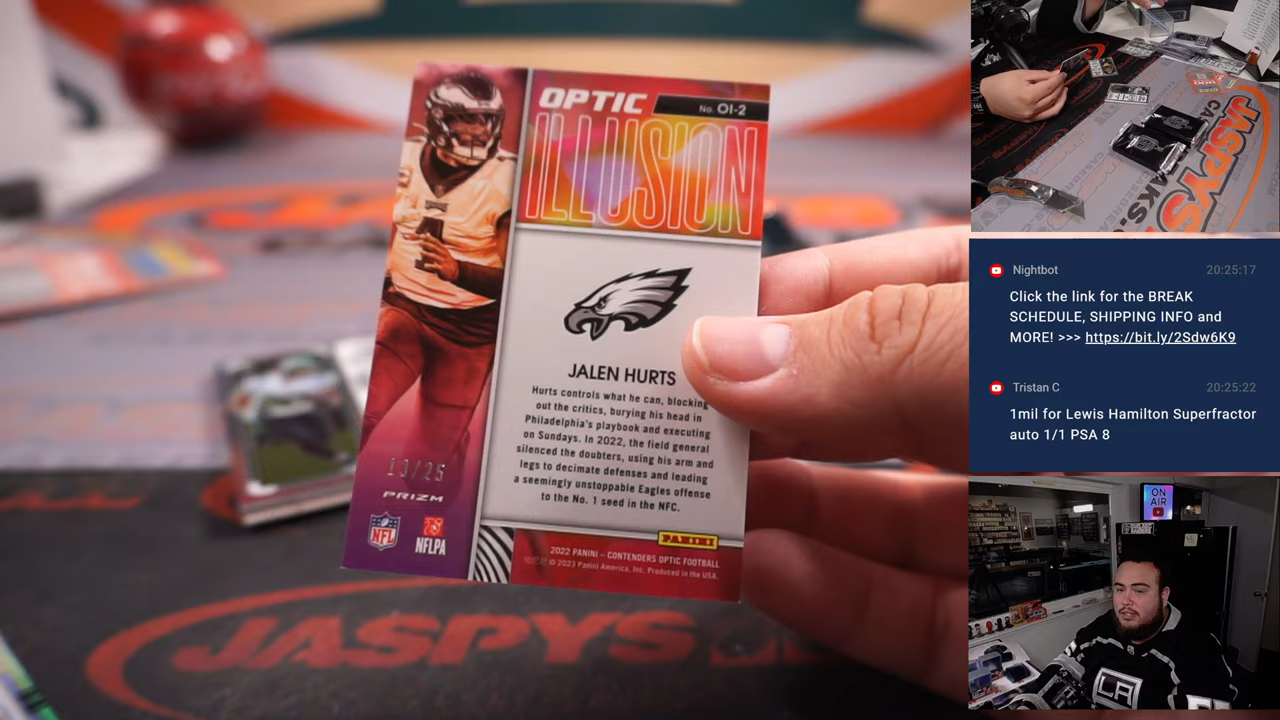 OPTIC
No. OI-2
ILLUSION
JALEN HURTS
Hurts controls what he can, blocking
out the critics, burying his head in
Philadelphia's playbook and executing
on Sundays. In 2022, the field general
silenced the doubters, using his arm and
legs to decimate defenses and leading
a seemingly unstoppable Eagles offense
to the No. 1 seed in the NFC.
PRIZM
NFL
NFLPA
PANINI
2022 PANINI – CONTENDERS OPTIC FOOTBALL
© 2023 Panini America, Inc. Produced in the USA.
JASPYS
JASPYS
Nightbot 20:25:17
Click the link for the BREAK
SCHEDULE, SHIPPING INFO and
MORE! >>> https://bit.ly/2Sdw6K9
Tristan C 20:25:22
1mil for Lewis Hamilton Superfractor
auto 1/1 PSA 8
ON
AIR
LA